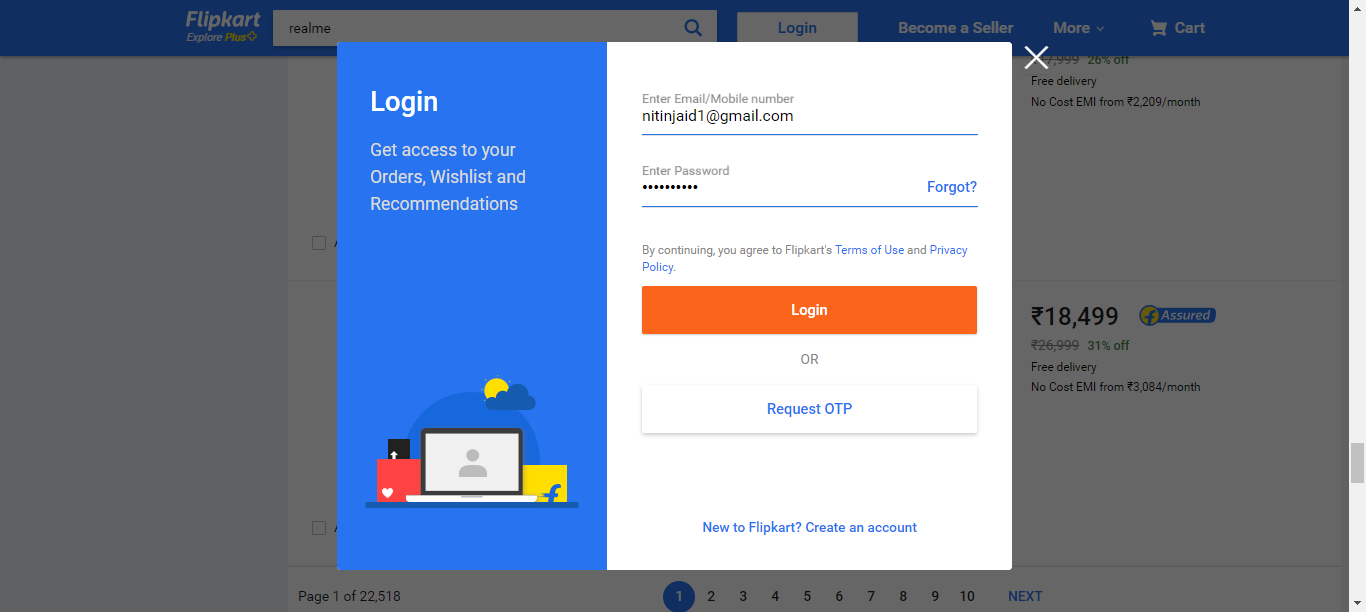 Flipkart
Explore Plus
realme
Login
Become a Seller
More
Cart
₹7,999 26% off
Free delivery
No Cost EMI from ₹2,209/month
Login
Get access to your
Orders, Wishlist and
Recommendations
Enter Email/Mobile number
nitinjaid1@gmail.com
Enter Password
••••••••••
Forgot?
By continuing, you agree to Flipkart's Terms of Use and Privacy
Policy.
Login
OR
Request OTP
New to Flipkart? Create an account
₹18,499
Assured
₹26,999 31% off
Free delivery
No Cost EMI from ₹3,084/month
Page 1 of 22,518
1 2 3 4 5 6 7 8 9 10 NEXT